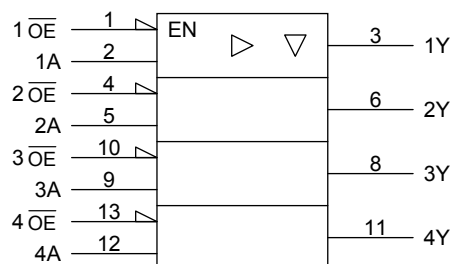 1 OE 1 EN 3 1Y
1A 2
2 OE 4 6 2Y
2A 5
3 OE 10 8 3Y
3A 9
4 OE 13 11 4Y
4A 12